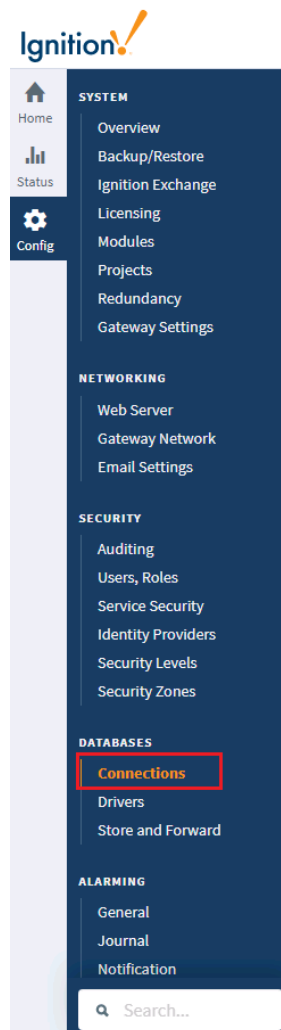 Ignition!
Home
Status
Config
SYSTEM
Overview
Backup/Restore
Ignition Exchange
Licensing
Modules
Projects
Redundancy
Gateway Settings
NETWORKING
Web Server
Gateway Network
Email Settings
SECURITY
Auditing
Users, Roles
Service Security
Identity Providers
Security Levels
Security Zones
DATABASES
Connections
Drivers
Store and Forward
ALARMING
General
Journal
Notification
Search...